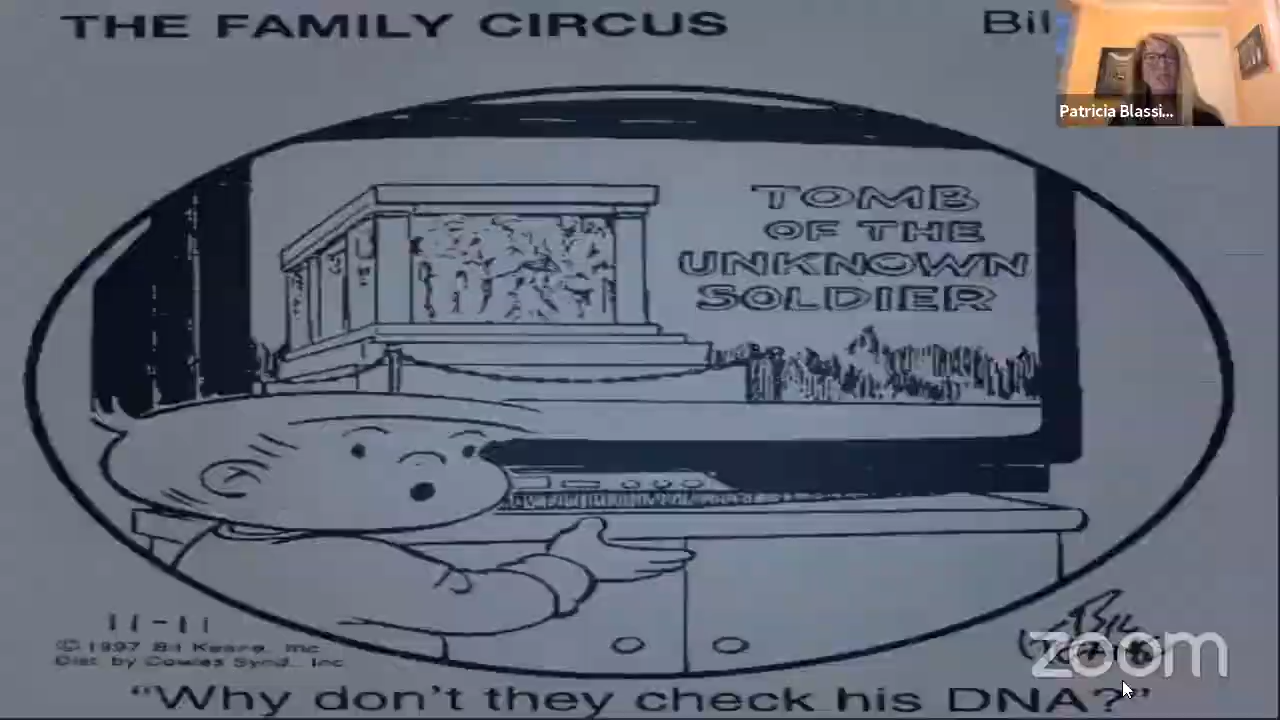 THE FAMILY CIRCUS
Bil
Patricia Blassi...
TOMB
OF THE
UNKNOWN
SOLDIER
11-11
© 1997 Bil Keane, Inc.
Dist. by Cowles Synd., Inc.
zoom
"Why don't they check his DNA?"